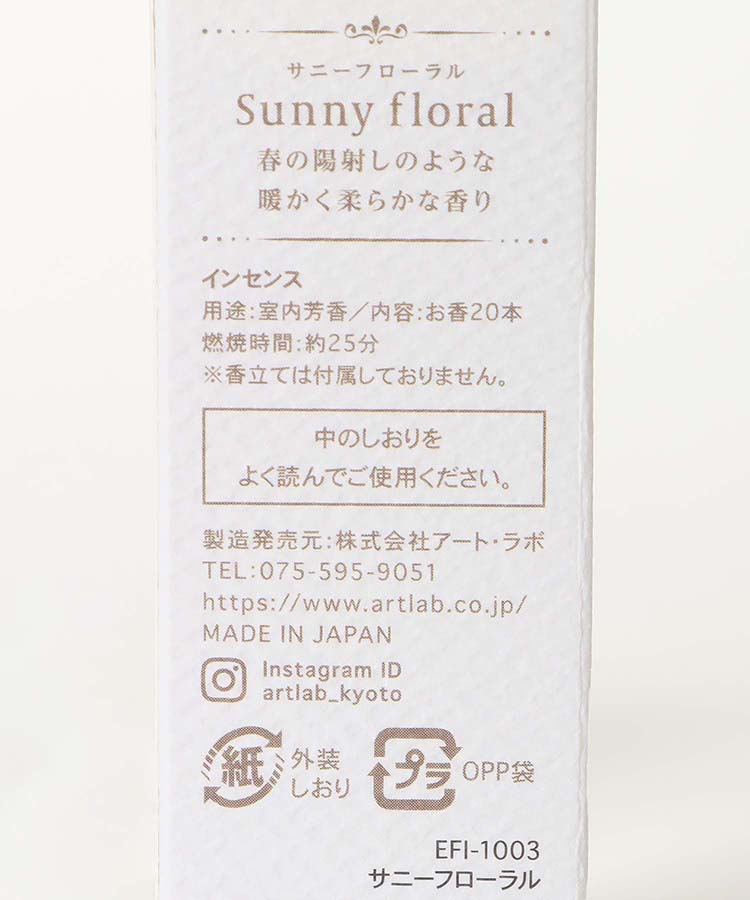 サニーフローラル
Sunny floral
春の陽射しのような
暖かく柔らかな香り
インセンス
用途:室内芳香/内容:お香20本
燃焼時間:約25分
※香立ては付属しておりません。
中のしおりを
よく読んでご使用ください。
製造発売元:株式会社アート・ラボ
TEL:075-595-9051
https://www.artlab.co.jp/
MADE IN JAPAN
Instagram ID
artlab_kyoto
紙 外装
しおり
プラ OPP袋
EFI-1003
サニーフローラル